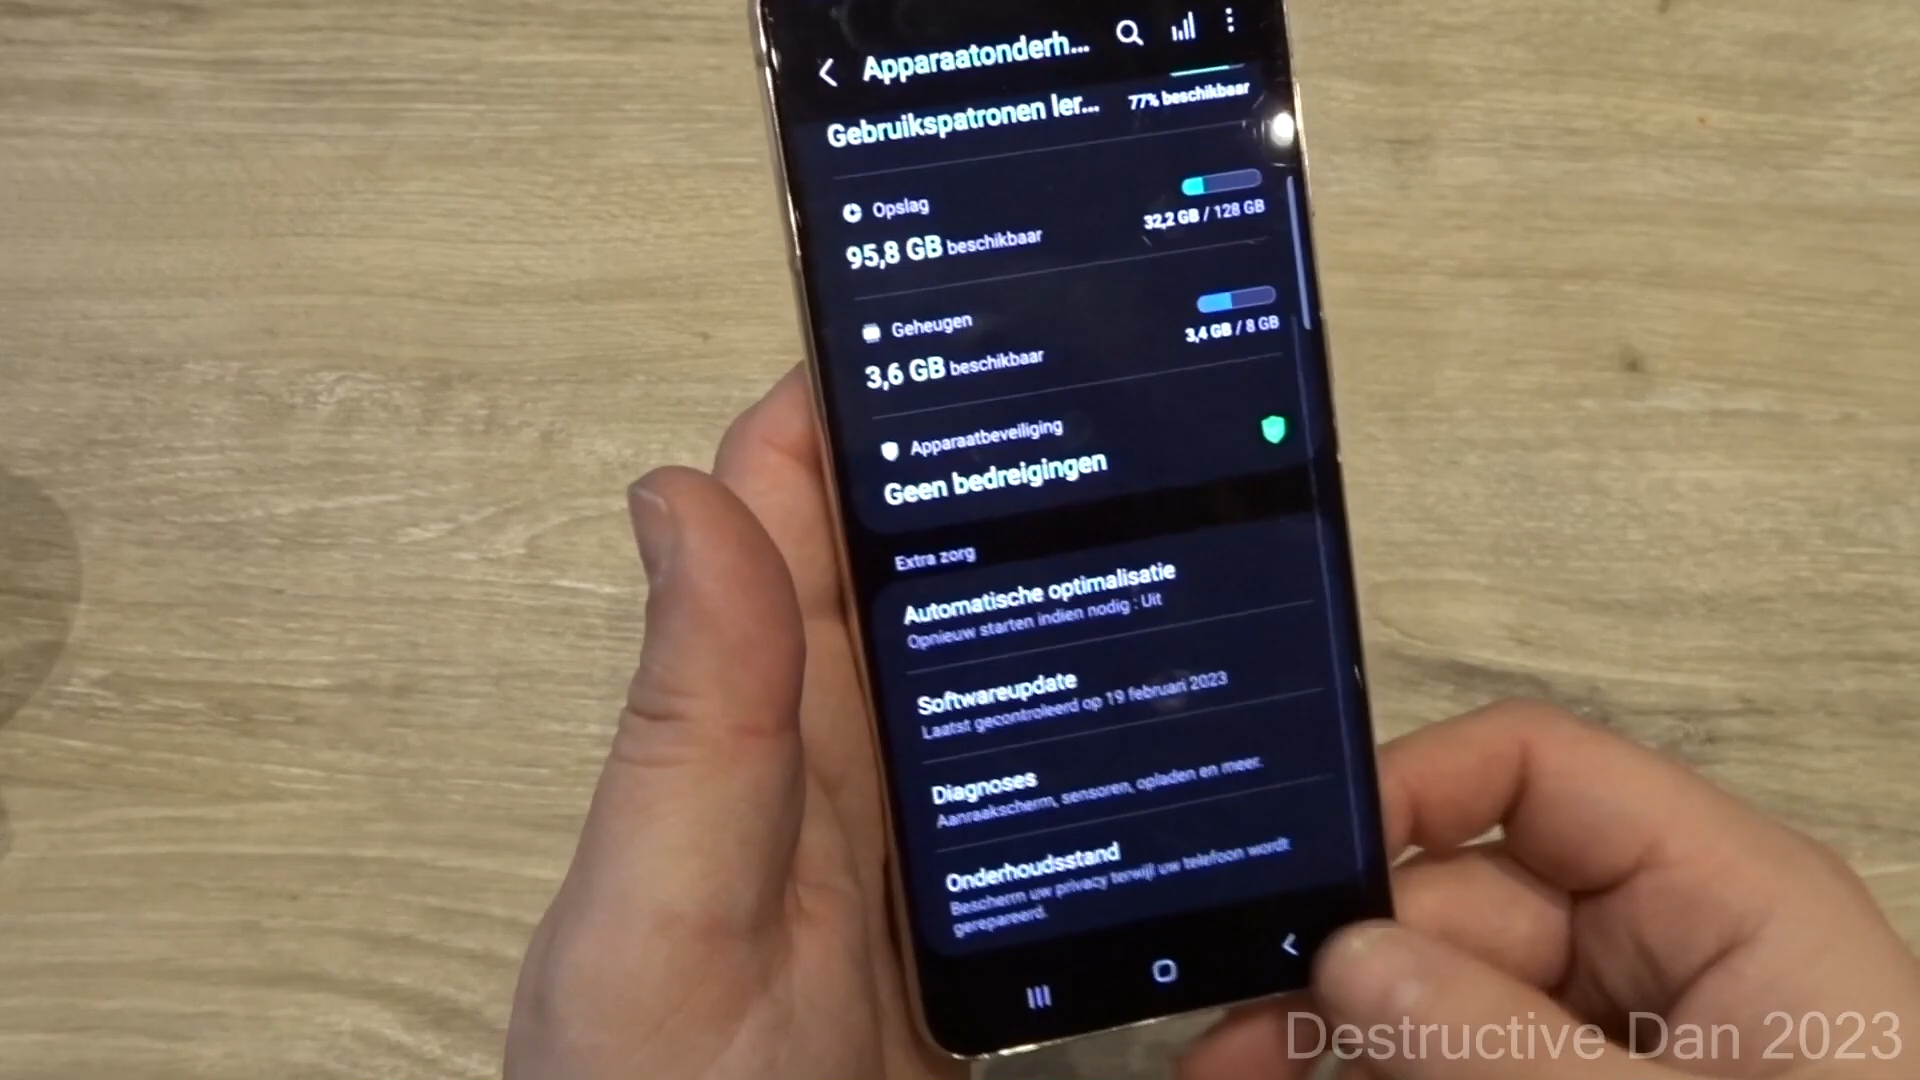 Apparaatonderh...
77% beschikbaar
Gebruikspatronen ler...
Opslag
95,8 GB beschikbaar
32,2 GB / 128 GB
Geheugen
3,6 GB beschikbaar
3,4 GB / 8 GB
Apparaatbeveiliging
Geen bedreigingen
Extra zorg
Automatische optimalisatie
Opnieuw starten indien nodig : Uit
Softwareupdate
Laatst gecontroleerd op 19 februari 2023
Diagnoses
Aanraakscherm, sensoren, opladen en meer.
Onderhoudsstand
Bescherm uw privacy terwijl uw telefoon wordt
gerepareerd.
Destructive Dan 2023